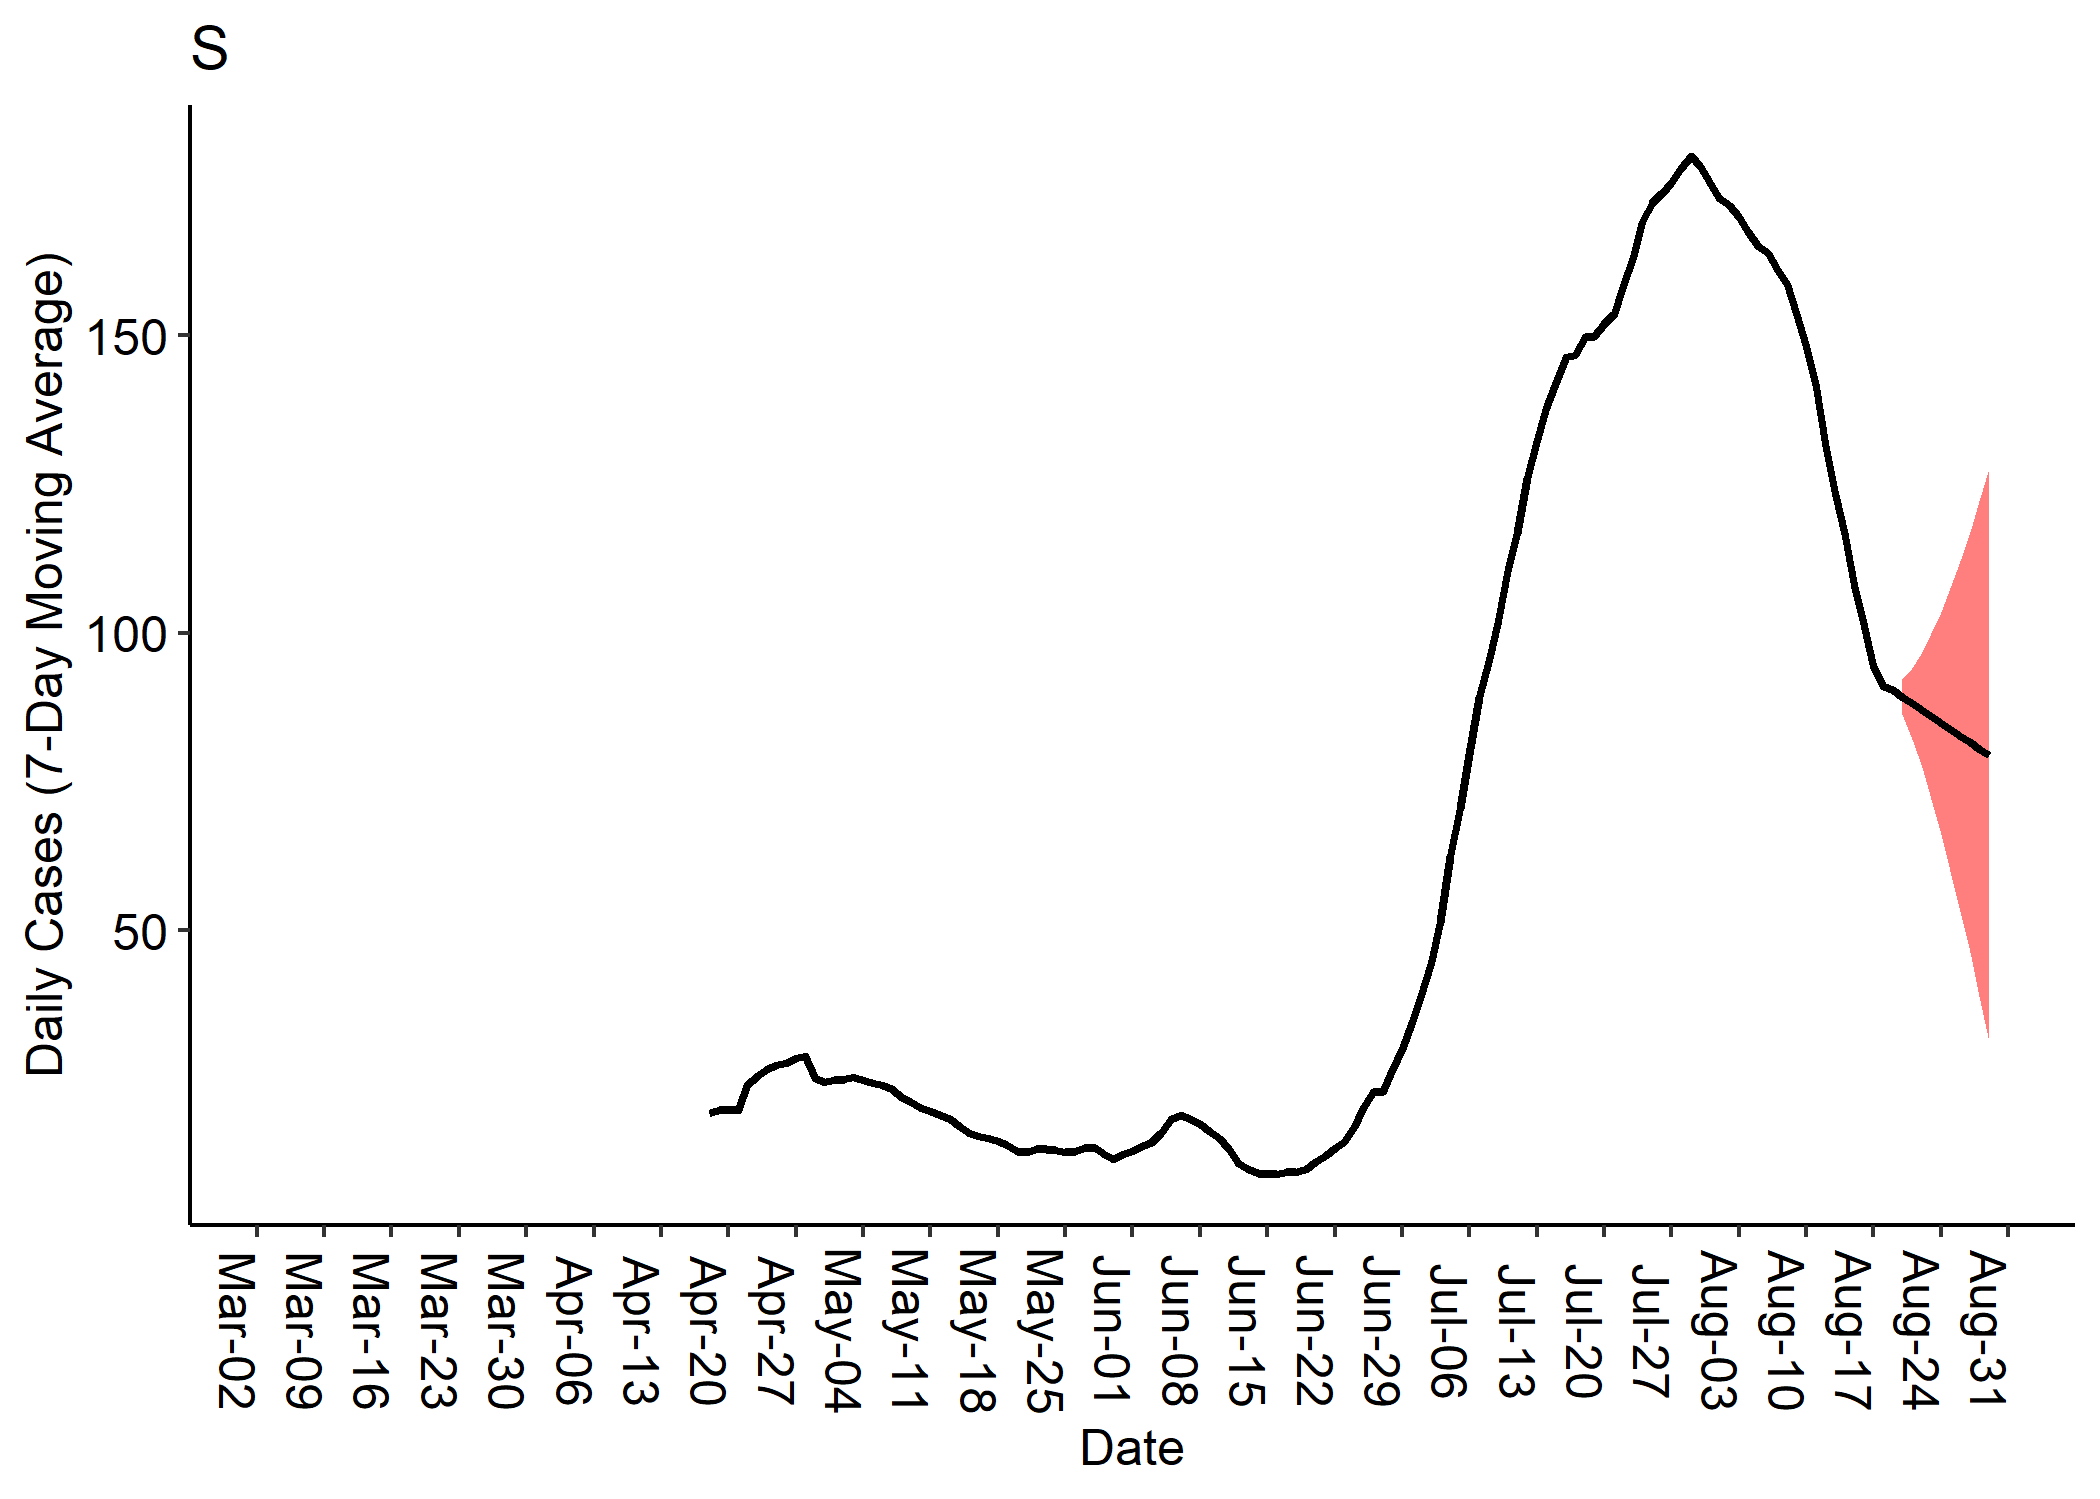 S
Daily Cases (7-Day Moving Average)
150
100
50
Mar-02
Mar-09
Mar-16
Mar-23
Mar-30
Apr-06
Apr-13
Apr-20
Apr-27
May-04
May-11
May-18
May-25
Jun-01
Jun-08
Jun-15
Jun-22
Jun-29
Jul-06
Jul-13
Jul-20
Jul-27
Aug-03
Aug-10
Aug-17
Aug-24
Aug-31
Date